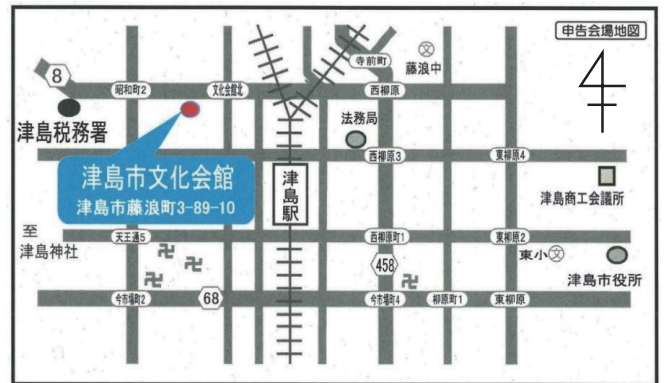 申告会場地図
8
昭和町2
文化会館北
寺前町
文
藤浪中
西柳原
津島税務署
法務局
津島市文化会館
津島市藤浪町3-89-10
津島駅
西柳原3
東柳原4
津島商工会議所
至
津島神社
天王通5
西柳原町1
東柳原2
東小文
458
津島市役所
今市場町2
68
今市場町4
柳原町1
東柳原